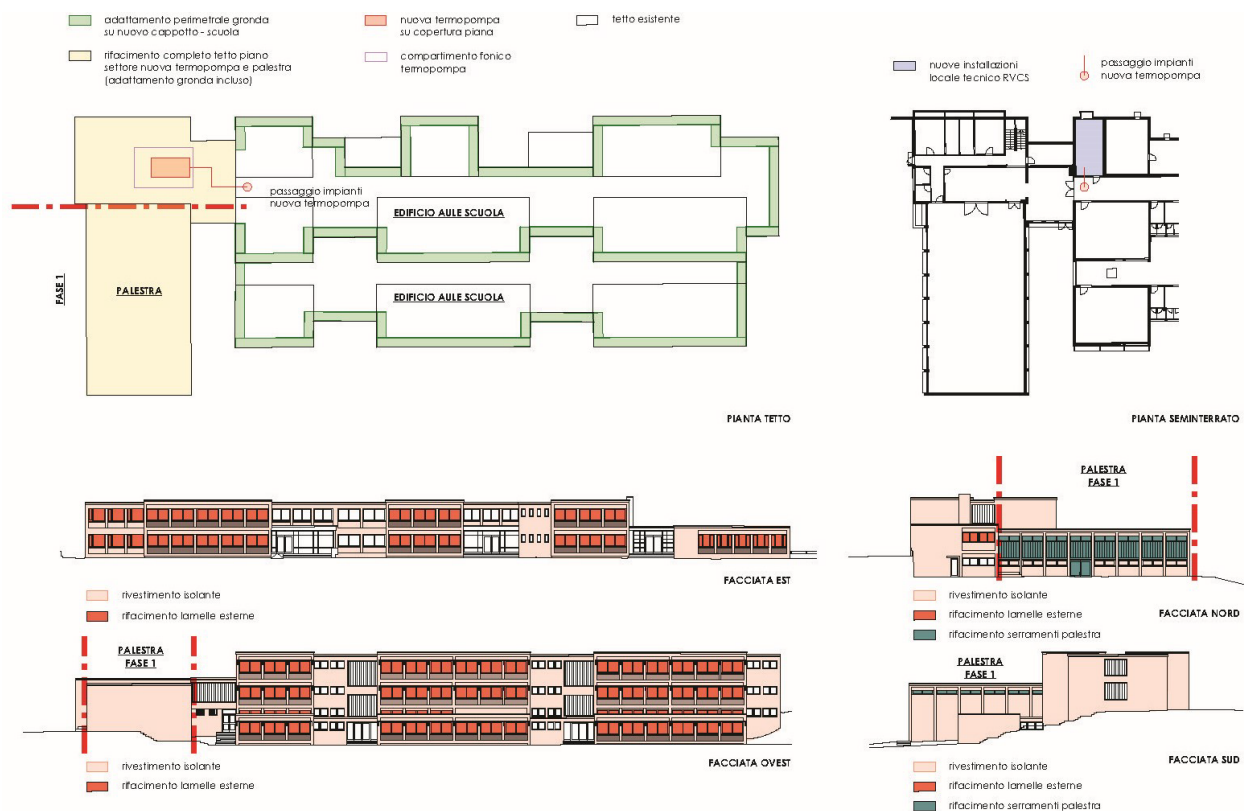 adattamento perimetrale gronda
su nuovo cappotto - scuola
nuova termopompa
su copertura piana
tetto esistente
rifacimento completo tetto piano
settore nuova termopompa e palestra
(adattamento gronda incluso)
compartimento fonico
termopompa
nuove installazioni
locale tecnico RVCS
passaggio impianti
nuova termopompa
passaggio impianti
nuova termopompa
EDIFICIO AULE SCUOLA
FASE 1
PALESTRA
EDIFICIO AULE SCUOLA
PIANTA TETTO
PIANTA SEMINTERRATO
FACCIATA EST
rivestimento isolante
rifacimento lamelle esterne
PALESTRA
FASE 1
rivestimento isolante
rifacimento lamelle esterne
FACCIATA NORD
rifacimento serramenti palestra
PALESTRA
FASE 1
FACCIATA OVEST
rivestimento isolante
rifacimento lamelle esterne
PALESTRA
FASE 1
FACCIATA SUD
rivestimento isolante
rifacimento lamelle esterne
rifacimento serramenti palestra